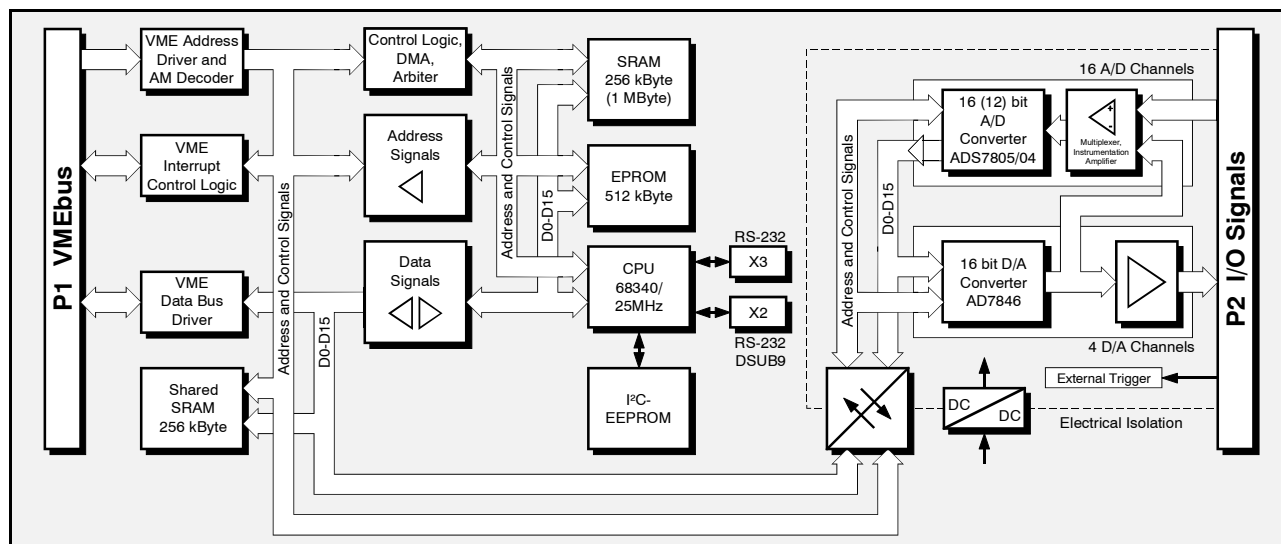 P1 VMEbus
VME Address
Driver and
AM Decoder
VME
Interrupt
Control Logic
VME
Data Bus
Driver
Shared
SRAM
256 kByte
Address and Control Signals
D0-D15
Control Logic,
DMA,
Arbiter
Address
Signals
Data
Signals
Address and Control Signals
D0-D15
SRAM
256 kByte
(1 MByte)
EPROM
512 kByte
CPU
68340/
25MHz
I²C-
EEPROM
RS-232
X3
X2
RS-232
DSUB9
Address and Control Signals
D0-D15
16 A/D Channels
16 (12) bit
A/D
Converter
ADS7805/04
+
-
Multiplexer,
Instrumentation
Amplifier
16 bit D/A
Converter
AD7846
4 D/A Channels
External Trigger
DC
DC
Electrical Isolation
P2 I/O Signals